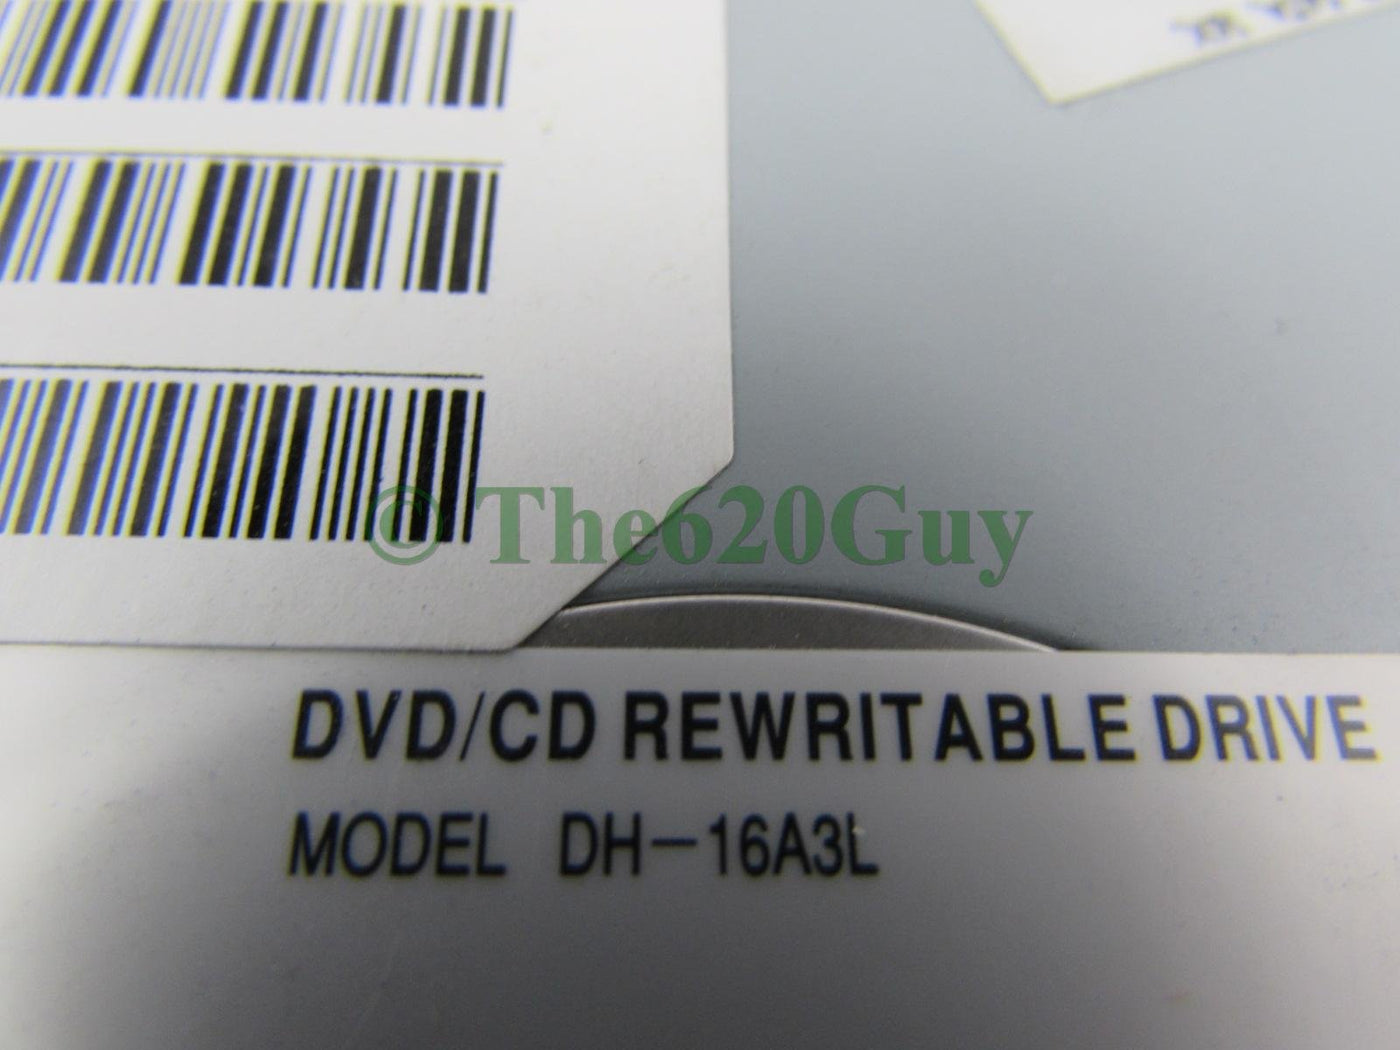 © The620Guy
DVD/CD REWRITABLE DRIVE
MODEL DH-16A3L